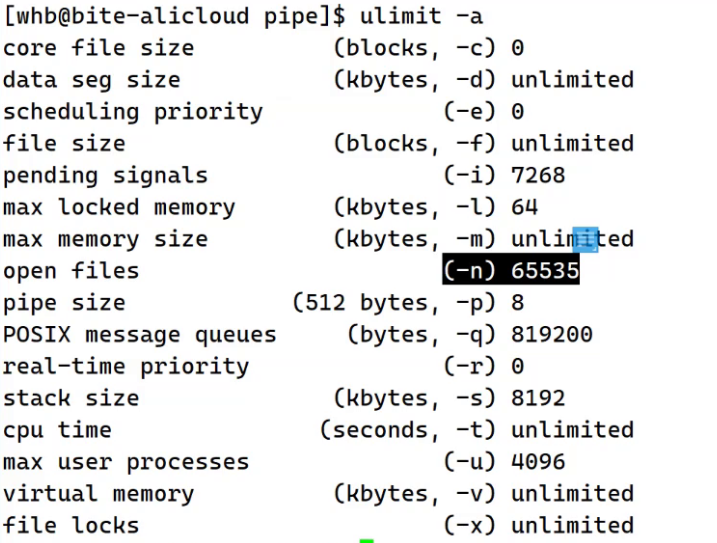 [whb@bite-alicloud pipe]$ ulimit -a
core file size (blocks, -c) 0
data seg size (kbytes, -d) unlimited
scheduling priority (-e) 0
file size (blocks, -f) unlimited
pending signals (-i) 7268
max locked memory (kbytes, -l) 64
max memory size (kbytes, -m) unlimited
open files (-n) 65535
pipe size (512 bytes, -p) 8
POSIX message queues (bytes, -q) 819200
real-time priority (-r) 0
stack size (kbytes, -s) 8192
cpu time (seconds, -t) unlimited
max user processes (-u) 4096
virtual memory (kbytes, -v) unlimited
file locks (-x) unlimited